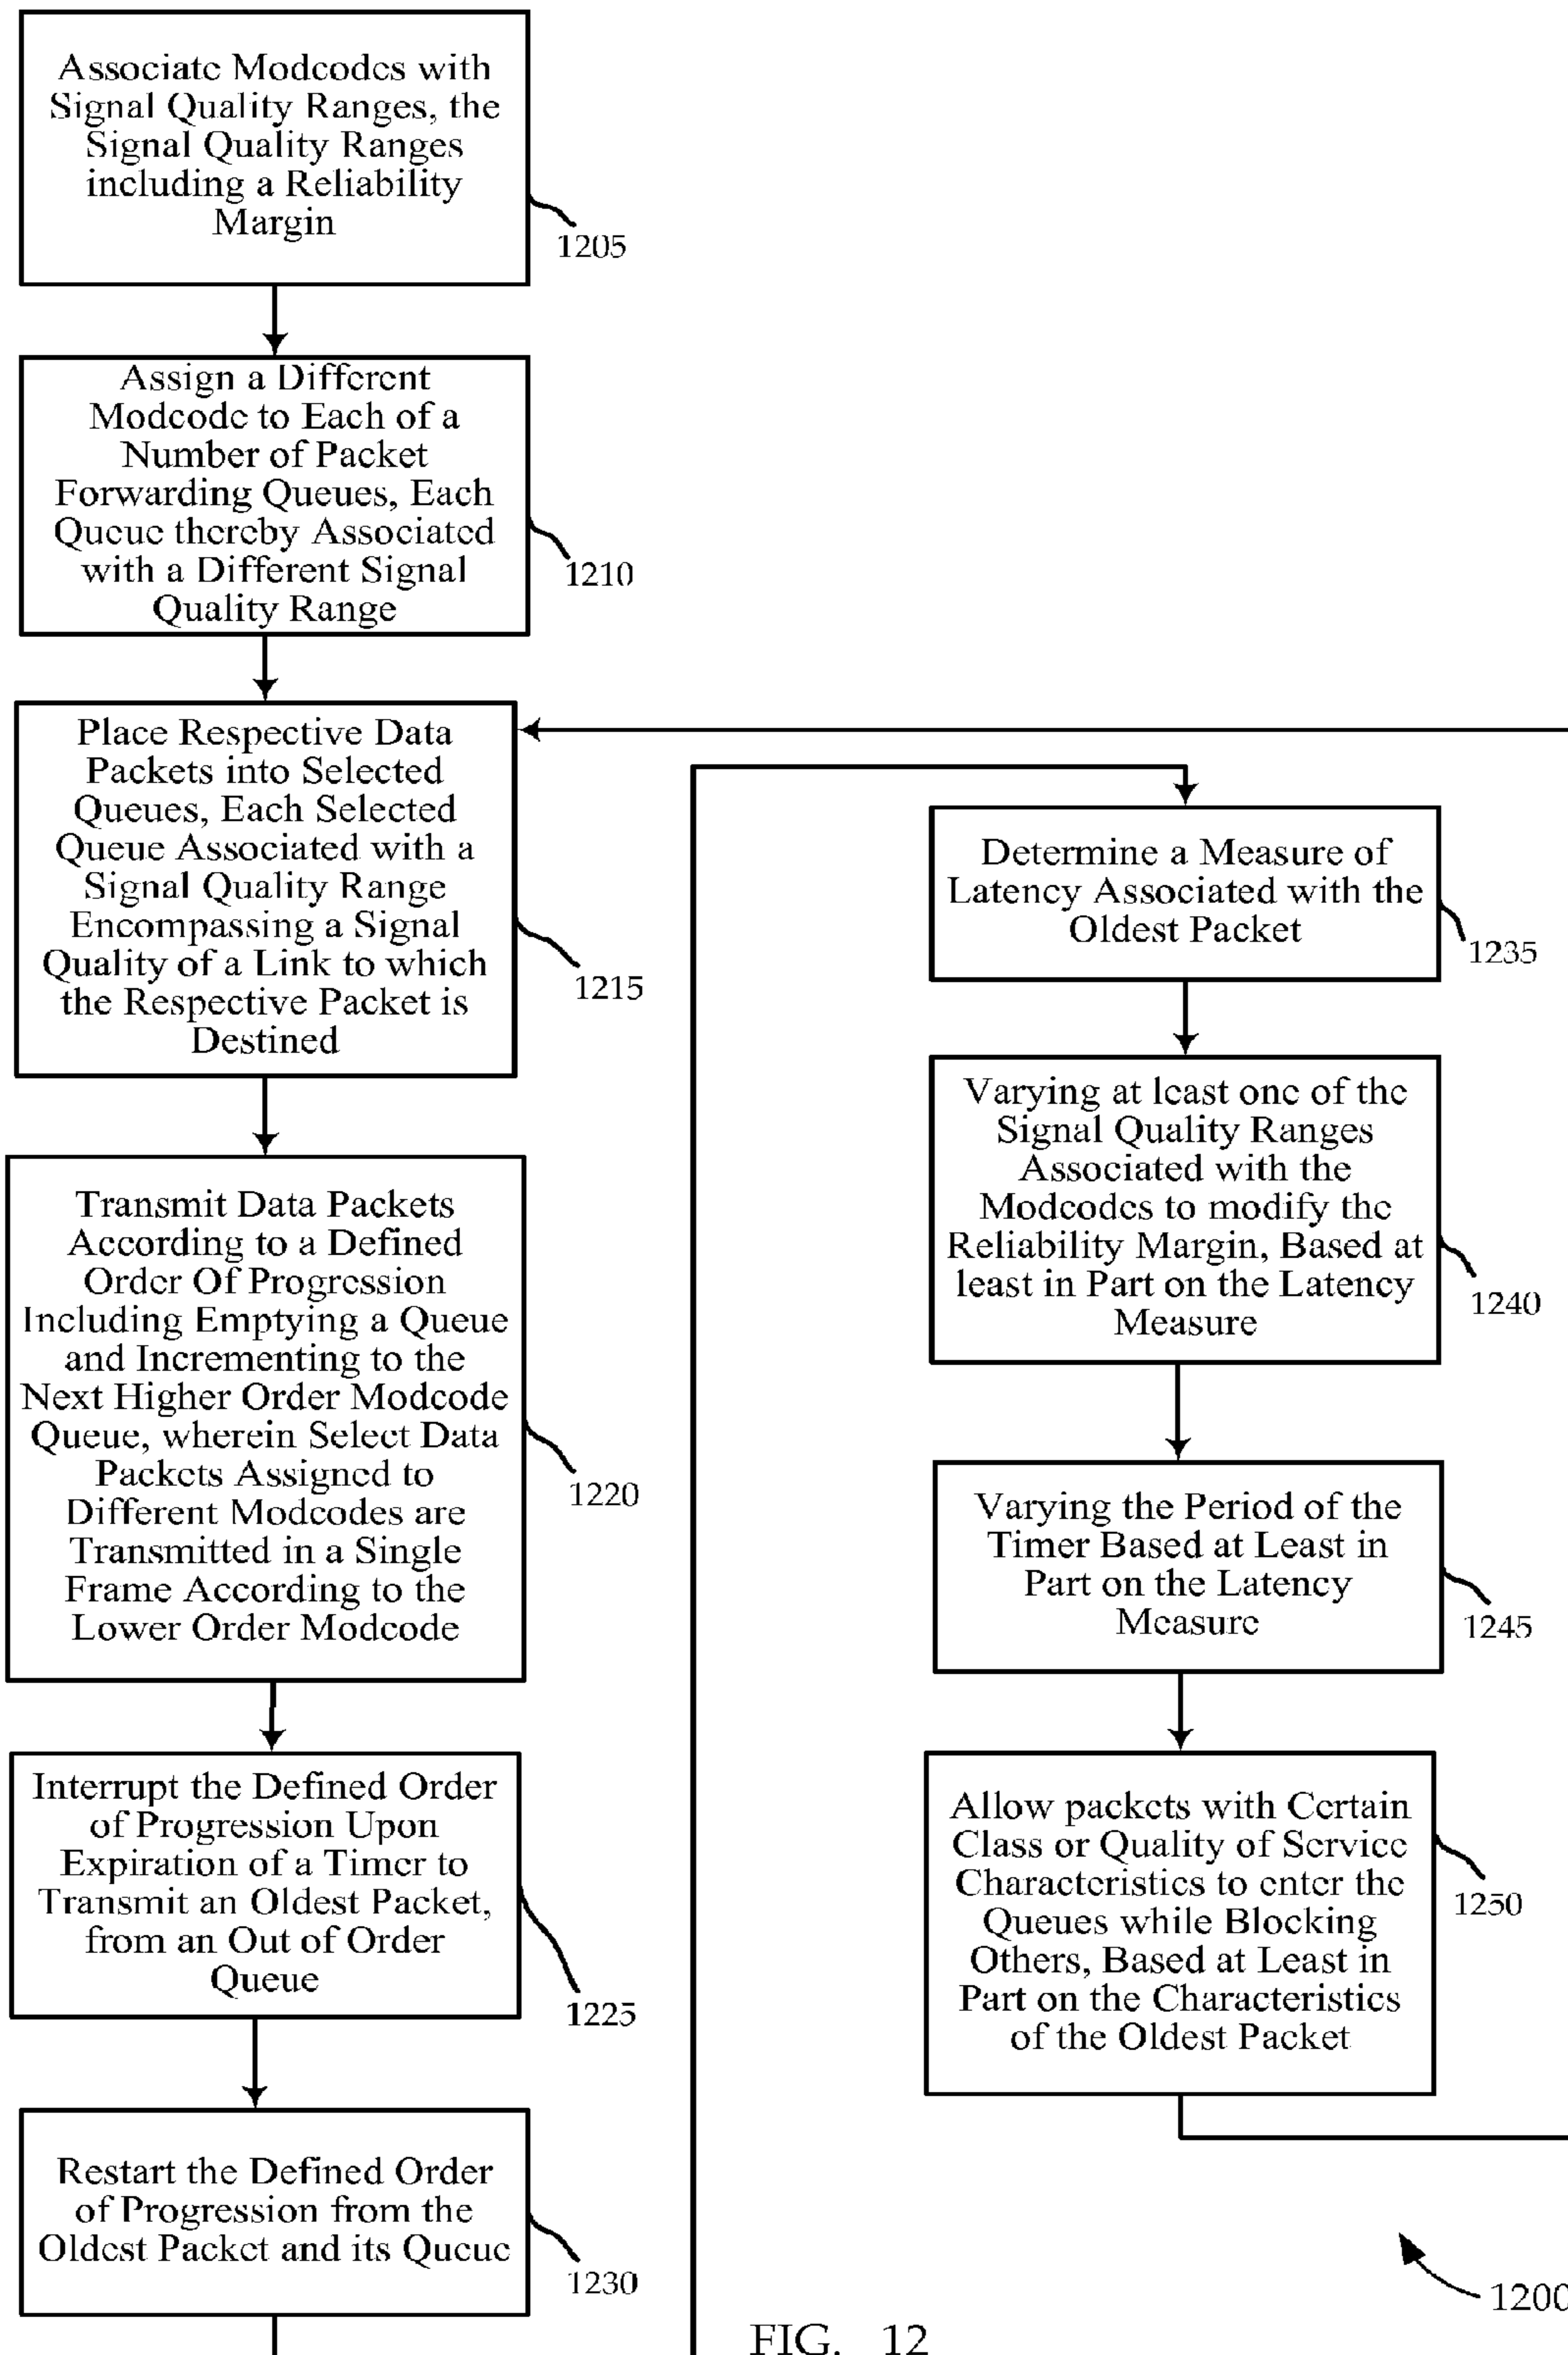 Associate Modcodes with
Signal Quality Ranges, the
Signal Quality Ranges
including a Reliability
Margin
1205
Assign a Different
Modcode to Each of a
Number of Packet
Forwarding Queues, Each
Queue thereby Associated
with a Different Signal
Quality Range
1210
Place Respective Data
Packets into Selected
Queues, Each Selected
Queue Associated with a
Signal Quality Range
Encompassing a Signal
Quality of a Link to which
the Respective Packet is
Destined
1215
Transmit Data Packets
According to a Defined
Order Of Progression
Including Emptying a Queue
and Incrementing to the
Next Higher Order Modcode
Queue, wherein Select Data
Packets Assigned to
Different Modcodes are
Transmitted in a Single
Frame According to the
Lower Order Modcode
1220
Interrupt the Defined Order
of Progression Upon
Expiration of a Timer to
Transmit an Oldest Packet,
from an Out of Order
Queue
1225
Restart the Defined Order
of Progression from the
Oldest Packet and its Queue
1230
Determine a Measure of
Latency Associated with the
Oldest Packet
1235
Varying at least one of the
Signal Quality Ranges
Associated with the
Modcodes to modify the
Reliability Margin, Based at
least in Part on the Latency
Measure
1240
Varying the Period of the
Timer Based at Least in
Part on the Latency
Measure
1245
Allow packets with Certain
Class or Quality of Service
Characteristics to enter the
Queues while Blocking
Others, Based at Least in
Part on the Characteristics
of the Oldest Packet
1250
1200
FIG. 12